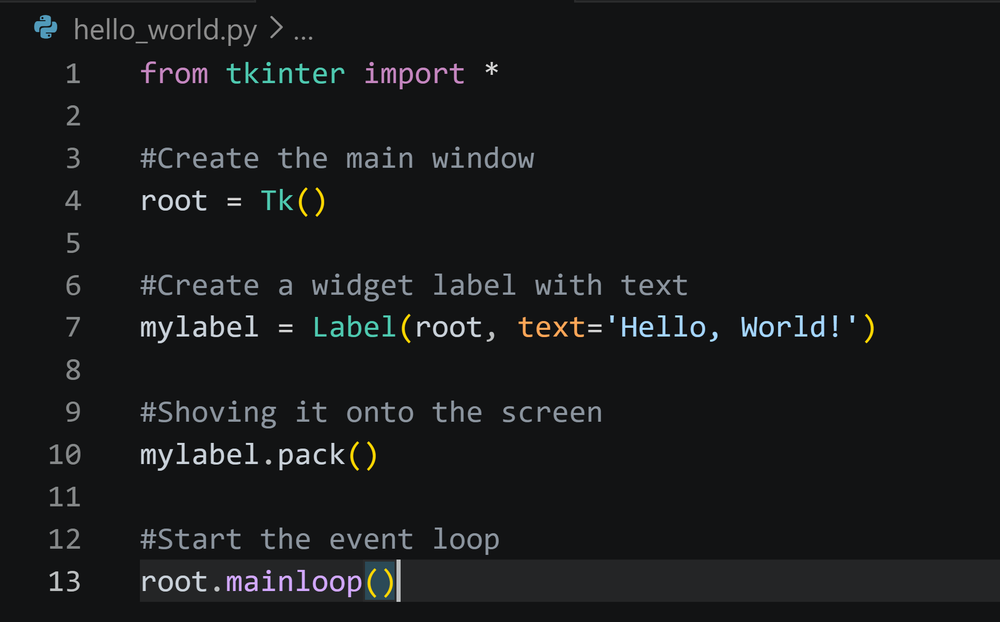 hello_world.py > ...
1 from tkinter import *
2
3 #Create the main window
4 root = Tk()
5
6 #Create a widget label with text
7 mylabel = Label(root, text='Hello, World!')
8
9 #Shoving it onto the screen
10 mylabel.pack()
11
12 #Start the event loop
13 root.mainloop()